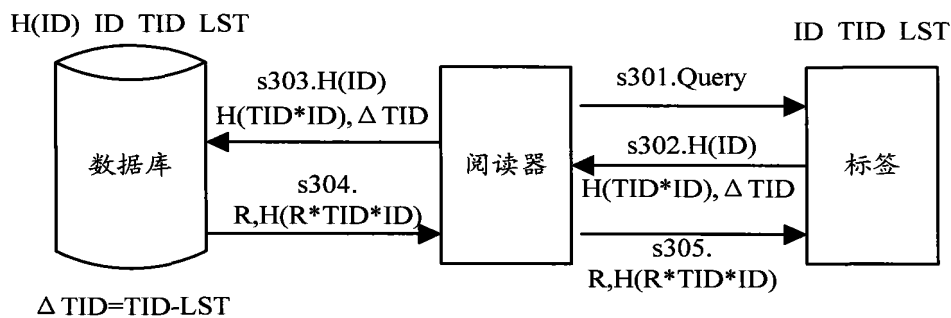 H(ID) ID TID LST
ID TID LST
s303.H(ID)
H(TID*ID),ΔTID
s301.Query
数据库
阅读器
标签
s302.H(ID)
H(TID*ID),ΔTID
s304.
R,H(R*TID*ID)
s305.
R,H(R*TID*ID)
ΔTID=TID-LST